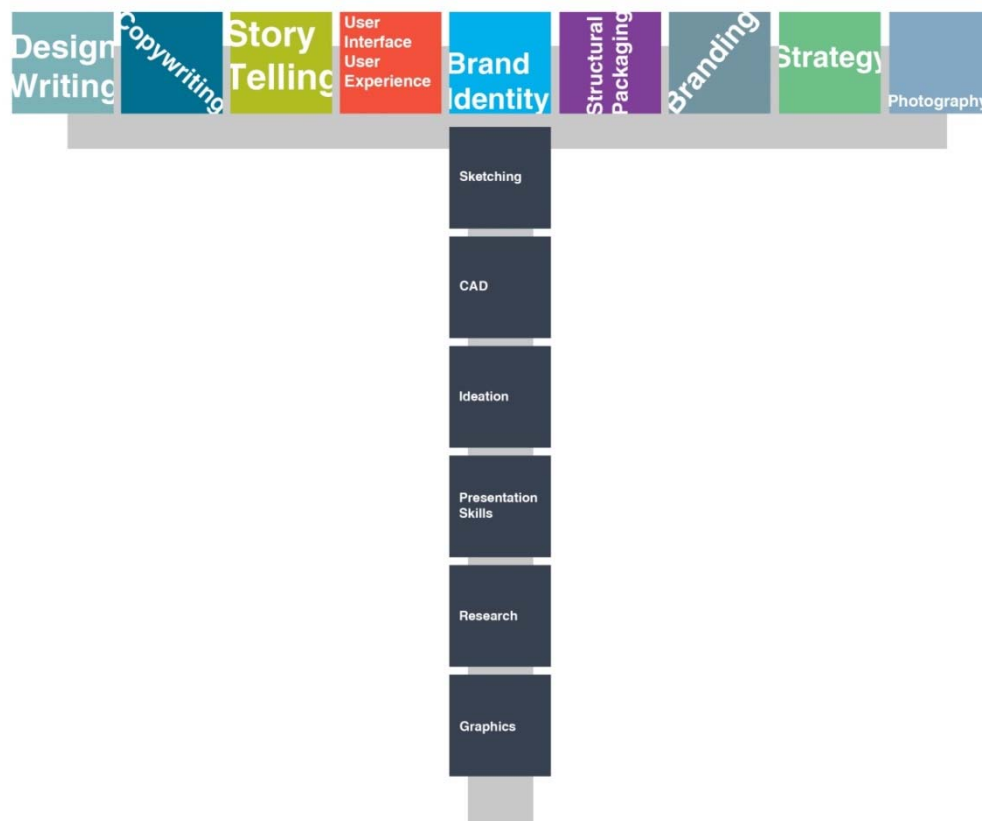 Design
Writing
Copywriting
Story
Telling
User
Interface
User
Experience
Brand
Identity
Structural
Packaging
Branding
Strategy
Photography
Sketching
CAD
Ideation
Presentation
Skills
Research
Graphics